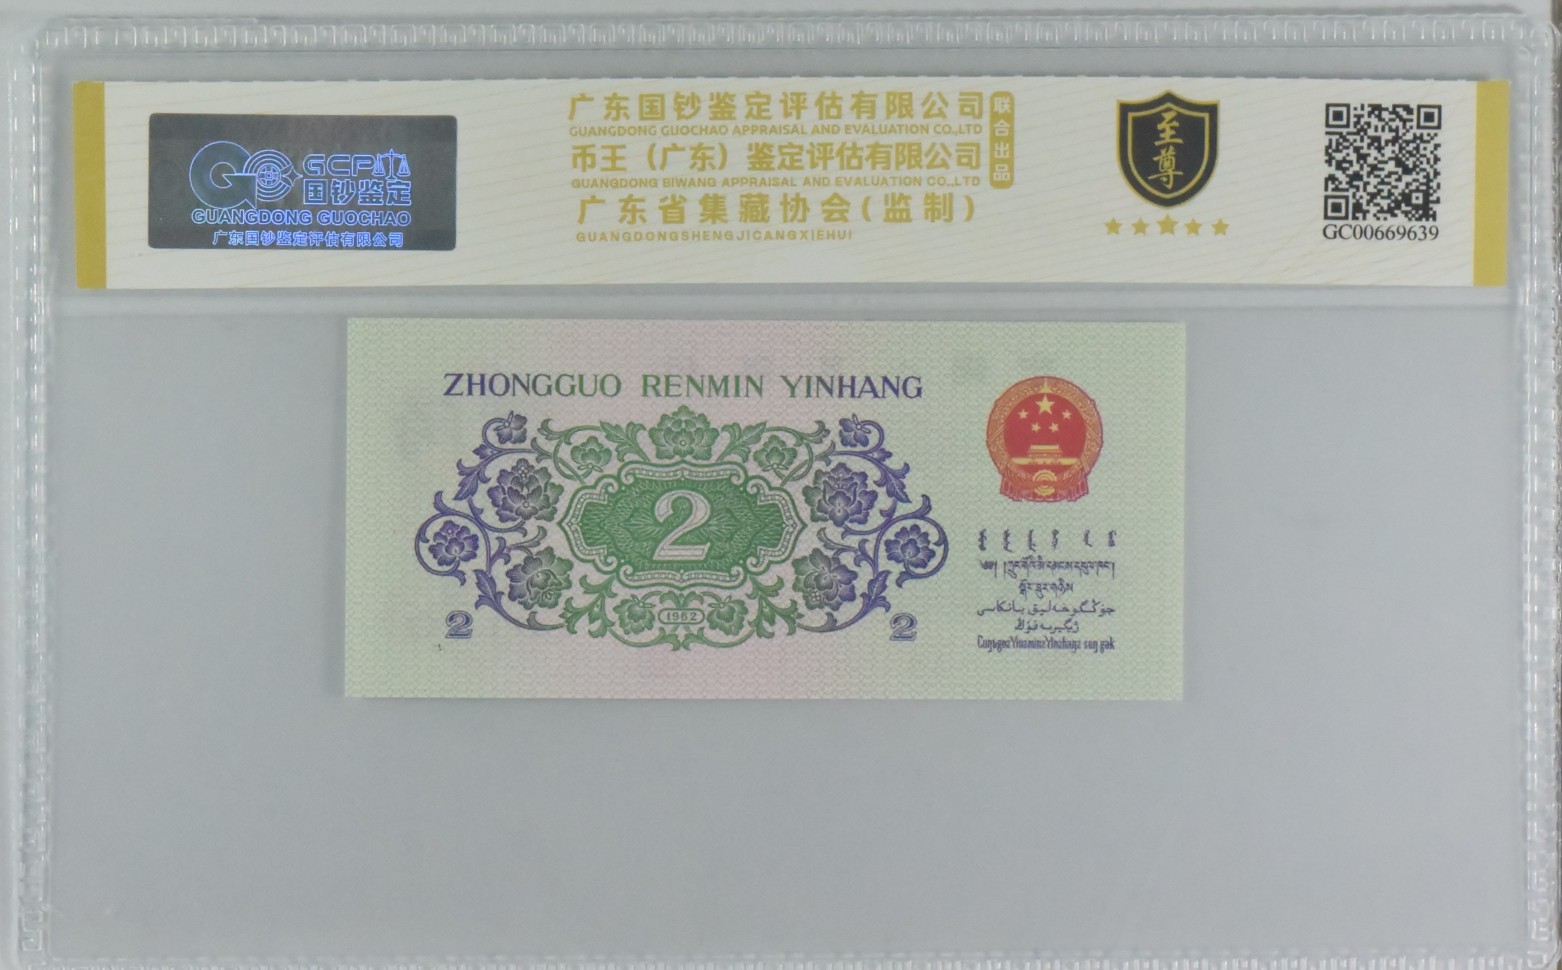 GCP
国钞鉴定
GUANGDONG GUOCHAO
广东国钞鉴定评估有限公司
广东国钞鉴定评估有限公司
GUANGDONG GUOCHAO APPRAISAL AND EVALUATION CO.,LTD
币王（广东）鉴定评估有限公司
GUANGDONG BIWANG APPRAISAL AND EVALUATION CO.,LTD
联合出品
广东省集藏协会(监制)
GUANGDONGSHENGJICANGXIEHUI
至尊
GC00669639
ZHONGGUO RENMIN YINHANG
2
1962
2
2